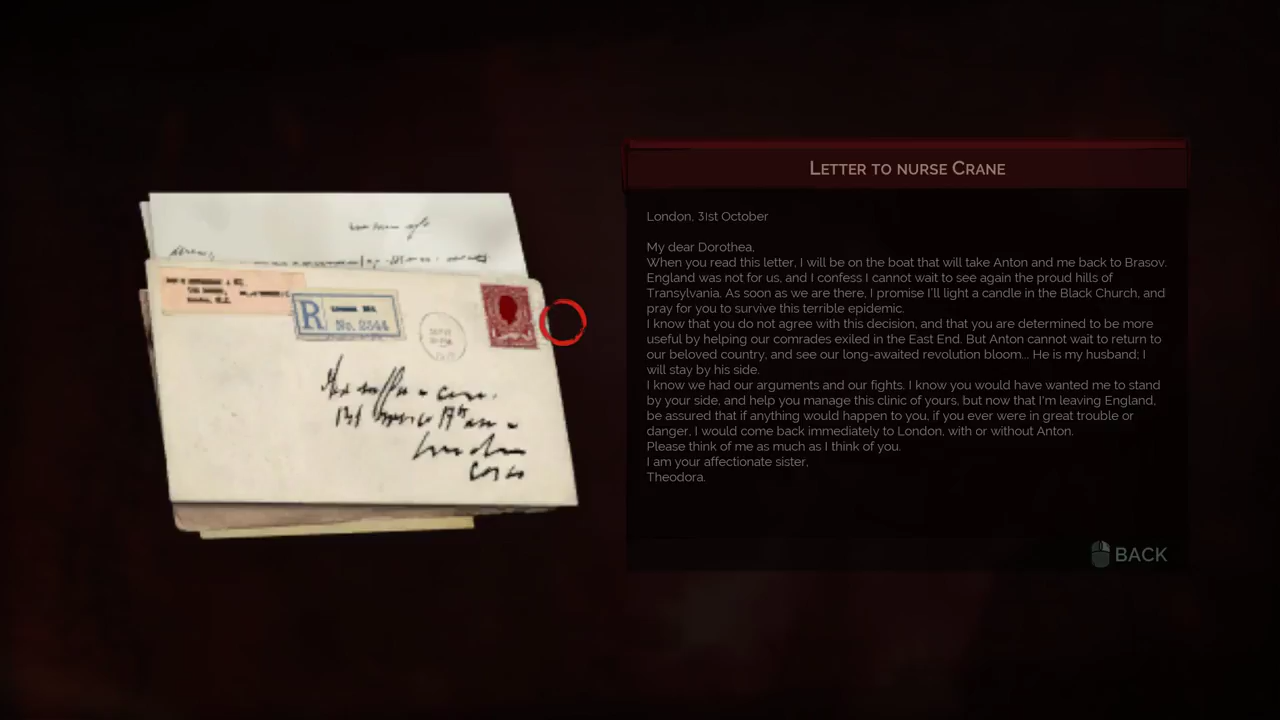 LETTER TO NURSE CRANE
London, 31st October
My dear Dorothea,
When you read this letter, I will be on the boat that will take Anton and me back to Brasov.
England was not for us, and I confess I cannot wait to see again the proud hills of
Transylvania. As soon as we are there, I promise I'll light a candle in the Black Church, and
pray for you to survive this terrible epidemic.
I know that you do not agree with this decision, and that you are determined to be more
useful by helping our comrades exiled in the East End. But Anton cannot wait to return to
our beloved country, and see our long-awaited revolution bloom... He is my husband; I
will stay by his side.
I know we had our arguments and our fights. I know you would have wanted me to stand
by your side, and help you manage this clinic of yours, but now that I'm leaving England,
be assured that if anything would happen to you, if you ever were in great trouble or
danger, I would come back immediately to London, with or without Anton.
Please think of me as much as I think of you.
I am your affectionate sister,
Theodora.
R
No. 2344
BACK